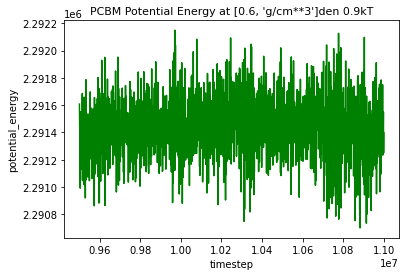 PCBM Potential Energy at [0.6, 'g/cm**3']den 0.9kT
1e6
2.2922
2.2920
2.2918
2.2916
2.2914
2.2912
2.2910
2.2908
potential_energy
0.96 0.98 1.00 1.02 1.04 1.06 1.08 1.10
timestep
1e7